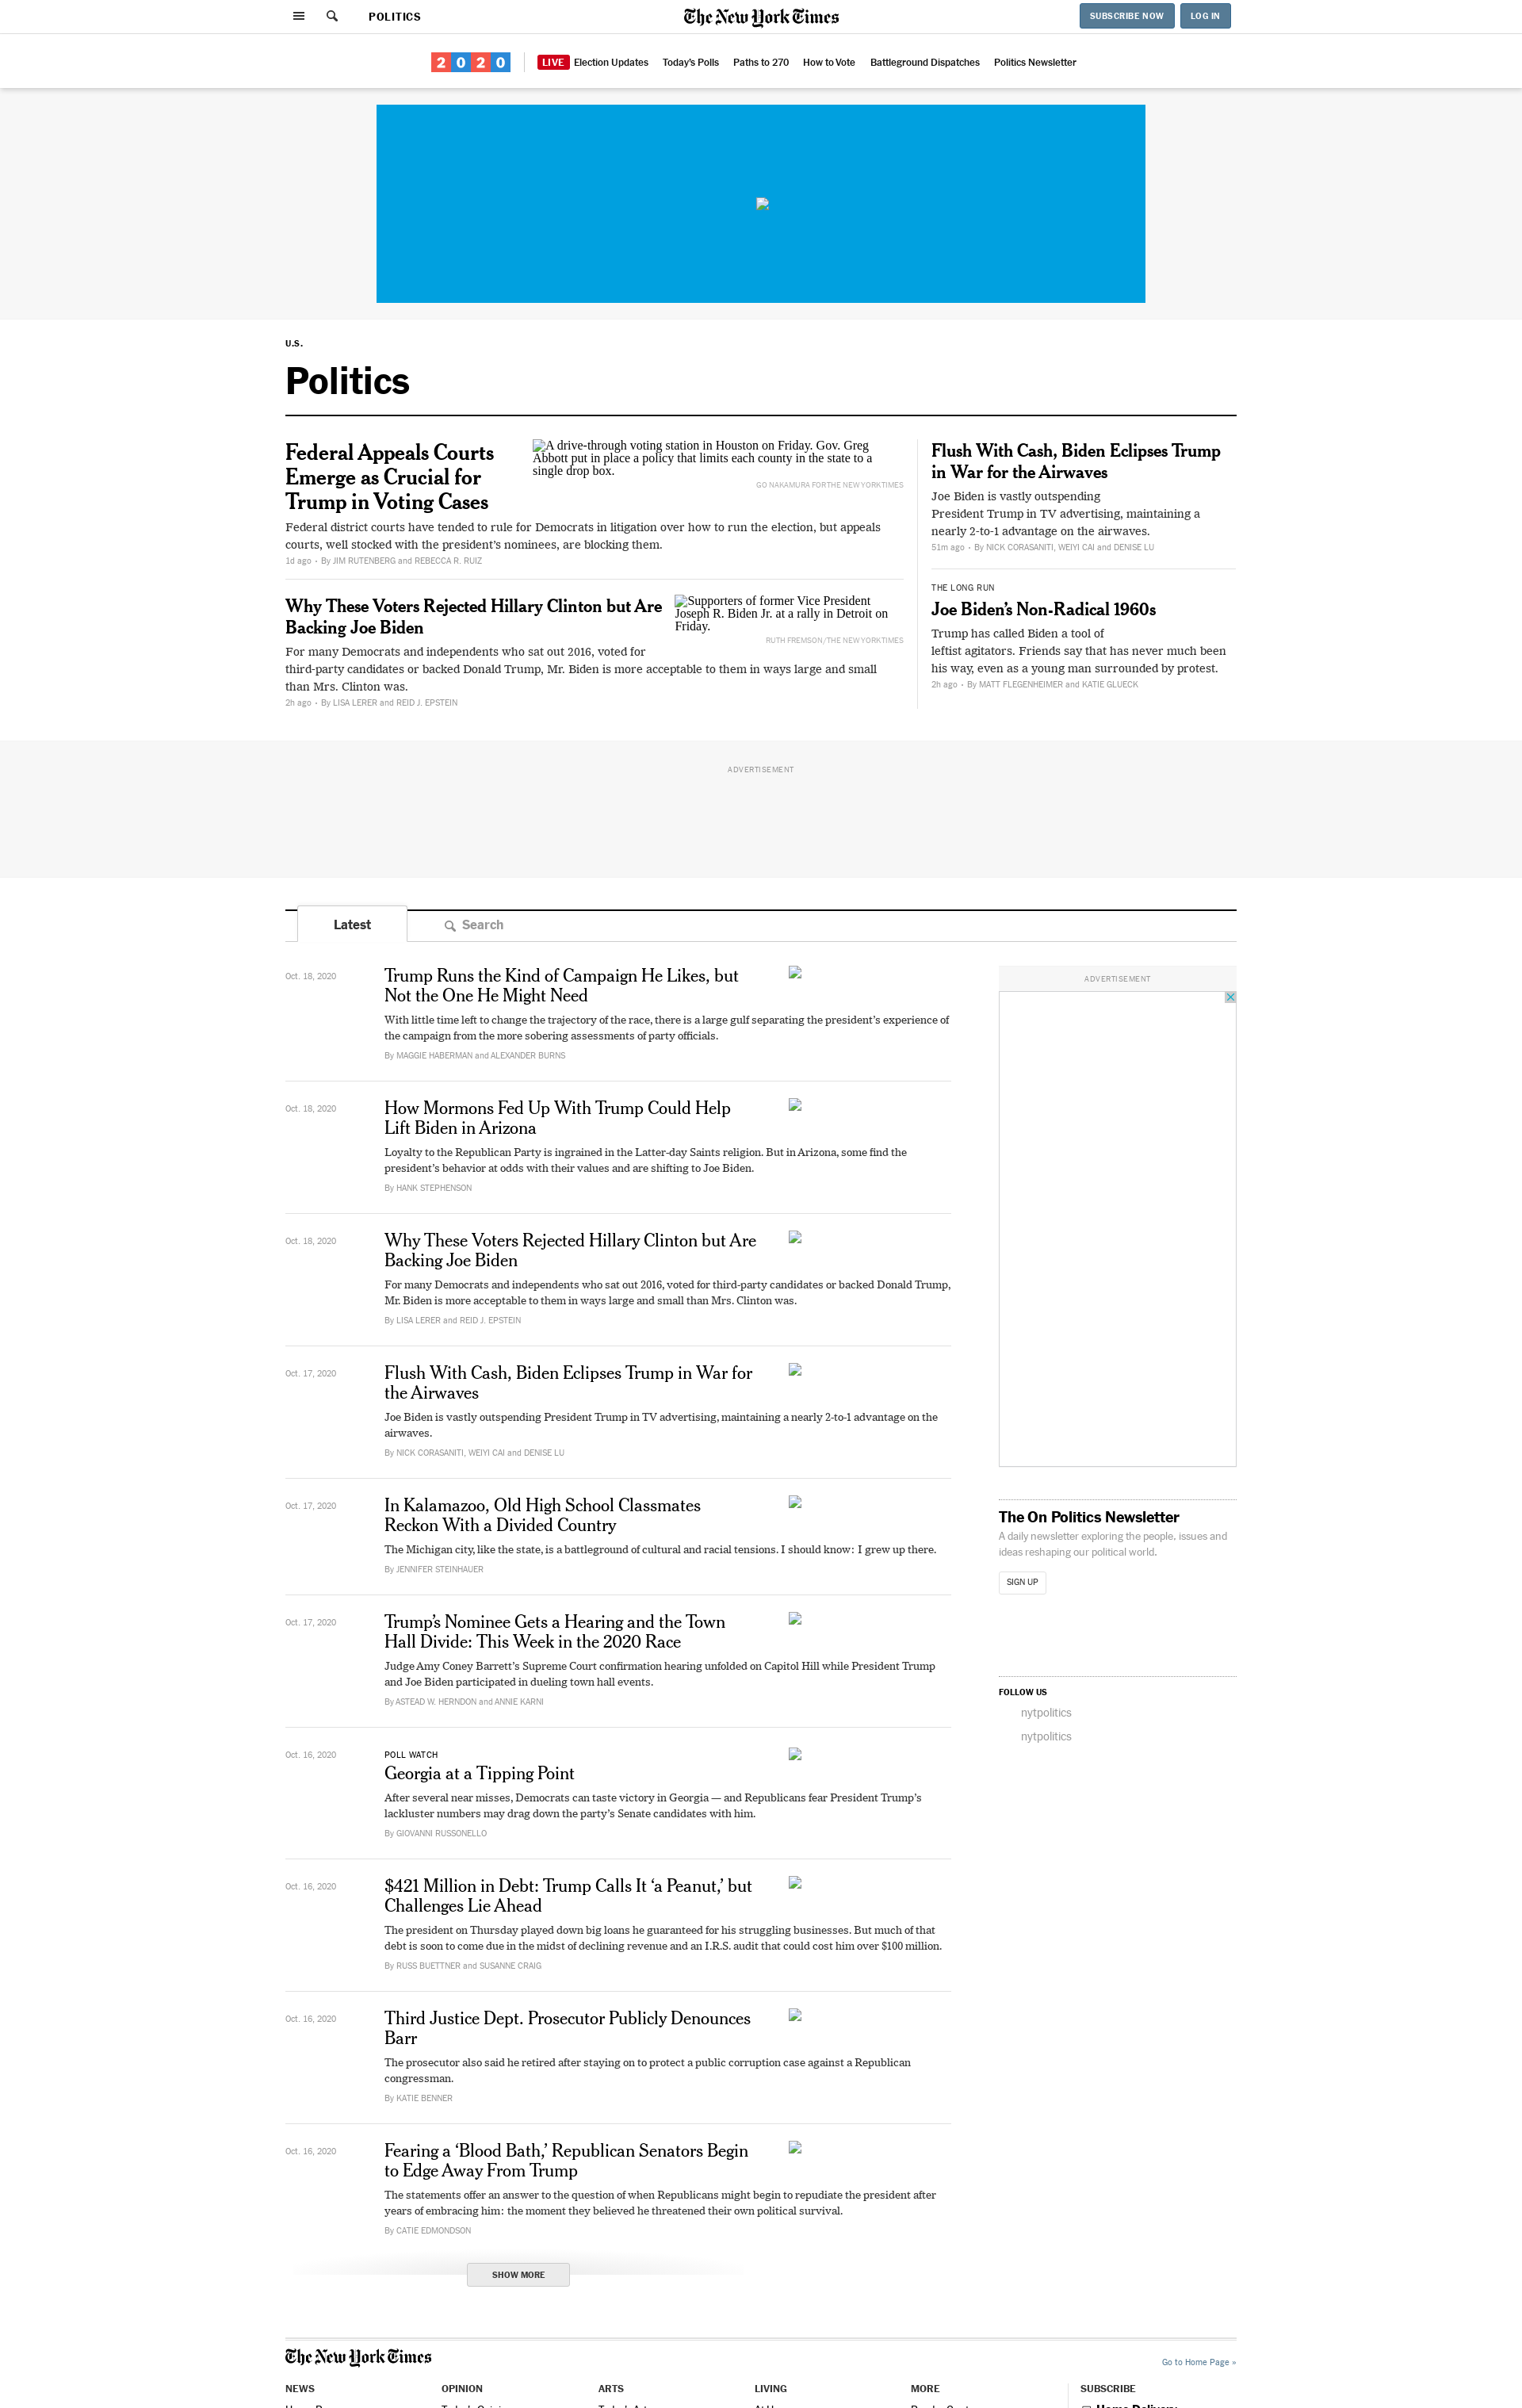 POLITICS
The New York Times
SUBSCRIBE NOW
LOG IN
2020
LIVE Election Updates
Today's Polls
Paths to 270
How to Vote
Battleground Dispatches
Politics Newsletter
U.S.
Politics
Federal Appeals Courts
Emerge as Crucial for
Trump in Voting Cases
A drive-through voting station in Houston on Friday. Gov. Greg
Abbott put in place a policy that limits each county in the state to a
single drop box.
GO NAKAMURA FOR THE NEW YORK TIMES
Federal district courts have tended to rule for Democrats in litigation over how to run the election, but appeals
courts, well stocked with the president's nominees, are blocking them.
1d ago • By JIM RUTENBERG and REBECCA R. RUIZ
Why These Voters Rejected Hillary Clinton but Are
Backing Joe Biden
Supporters of former Vice President
Joseph R. Biden Jr. at a rally in Detroit on
Friday.
RUTH FREMSON/THE NEW YORK TIMES
For many Democrats and independents who sat out 2016, voted for
third-party candidates or backed Donald Trump, Mr. Biden is more acceptable to them in ways large and small
than Mrs. Clinton was.
2h ago • By LISA LERER and REID J. EPSTEIN
Flush With Cash, Biden Eclipses Trump
in War for the Airwaves
Joe Biden is vastly outspending
President Trump in TV advertising, maintaining a
nearly 2-to-1 advantage on the airwaves.
51m ago • By NICK CORASANITI, WEIYI CAI and DENISE LU
THE LONG RUN
Joe Biden's Non-Radical 1960s
Trump has called Biden a tool of
leftist agitators. Friends say that has never much been
his way, even as a young man surrounded by protest.
2h ago • By MATT FLEGENHEIMER and KATIE GLUECK
ADVERTISEMENT
Latest
Search
Oct. 18, 2020
Trump Runs the Kind of Campaign He Likes, but
Not the One He Might Need
With little time left to change the trajectory of the race, there is a large gulf separating the president's experience of
the campaign from the more sobering assessments of party officials.
By MAGGIE HABERMAN and ALEXANDER BURNS
Oct. 18, 2020
How Mormons Fed Up With Trump Could Help
Lift Biden in Arizona
Loyalty to the Republican Party is ingrained in the Latter-day Saints religion. But in Arizona, some find the
president's behavior at odds with their values and are shifting to Joe Biden.
By HANK STEPHENSON
Oct. 18, 2020
Why These Voters Rejected Hillary Clinton but Are
Backing Joe Biden
For many Democrats and independents who sat out 2016, voted for third-party candidates or backed Donald Trump,
Mr. Biden is more acceptable to them in ways large and small than Mrs. Clinton was.
By LISA LERER and REID J. EPSTEIN
Oct. 17, 2020
Flush With Cash, Biden Eclipses Trump in War for
the Airwaves
Joe Biden is vastly outspending President Trump in TV advertising, maintaining a nearly 2-to-1 advantage on the
airwaves.
By NICK CORASANITI, WEIYI CAI and DENISE LU
Oct. 17, 2020
In Kalamazoo, Old High School Classmates
Reckon With a Divided Country
The Michigan city, like the state, is a battleground of cultural and racial tensions. I should know: I grew up there.
By JENNIFER STEINHAUER
Oct. 17, 2020
Trump's Nominee Gets a Hearing and the Town
Hall Divide: This Week in the 2020 Race
Judge Amy Coney Barrett's Supreme Court confirmation hearing unfolded on Capitol Hill while President Trump
and Joe Biden participated in dueling town hall events.
By ASTEAD W. HERNDON and ANNIE KARNI
Oct. 16, 2020
POLL WATCH
Georgia at a Tipping Point
After several near misses, Democrats can taste victory in Georgia — and Republicans fear President Trump's
lackluster numbers may drag down the party's Senate candidates with him.
By GIOVANNI RUSSONELLO
Oct. 16, 2020
$421 Million in Debt: Trump Calls It 'a Peanut,' but
Challenges Lie Ahead
The president on Thursday played down big loans he guaranteed for his struggling businesses. But much of that
debt is soon to come due in the midst of declining revenue and an I.R.S. audit that could cost him over $100 million.
By RUSS BUETTNER and SUSANNE CRAIG
Oct. 16, 2020
Third Justice Dept. Prosecutor Publicly Denounces
Barr
The prosecutor also said he retired after staying on to protect a public corruption case against a Republican
congressman.
By KATIE BENNER
Oct. 16, 2020
Fearing a 'Blood Bath,' Republican Senators Begin
to Edge Away From Trump
The statements offer an answer to the question of when Republicans might begin to repudiate the president after
years of embracing him: the moment they believed he threatened their own political survival.
By CATIE EDMONDSON
SHOW MORE
ADVERTISEMENT
The On Politics Newsletter
A daily newsletter exploring the people, issues and
ideas reshaping our political world.
SIGN UP
FOLLOW US
nytpolitics
nytpolitics
The New York Times
Go to Home Page »
NEWS
OPINION
ARTS
LIVING
MORE
SUBSCRIBE